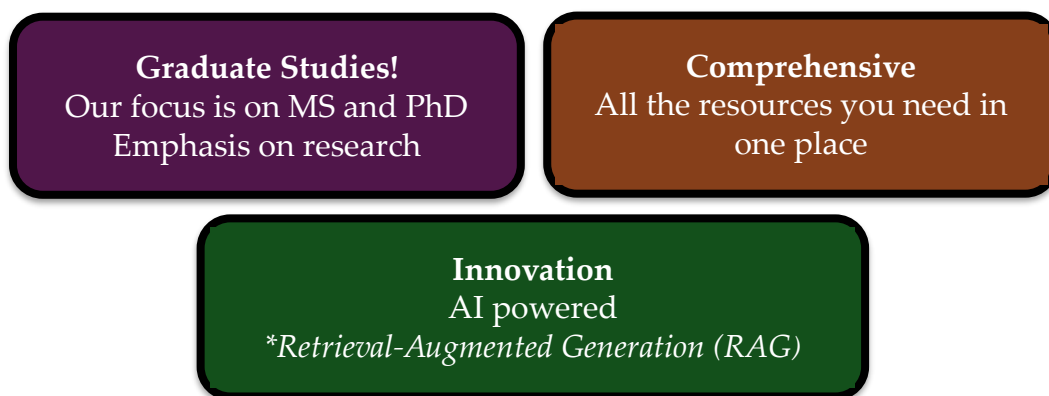 Graduate Studies!
Our focus is on MS and PhD
Emphasis on research
Comprehensive
All the resources you need in
one place
Innovation
AI powered
*Retrieval-Augmented Generation (RAG)